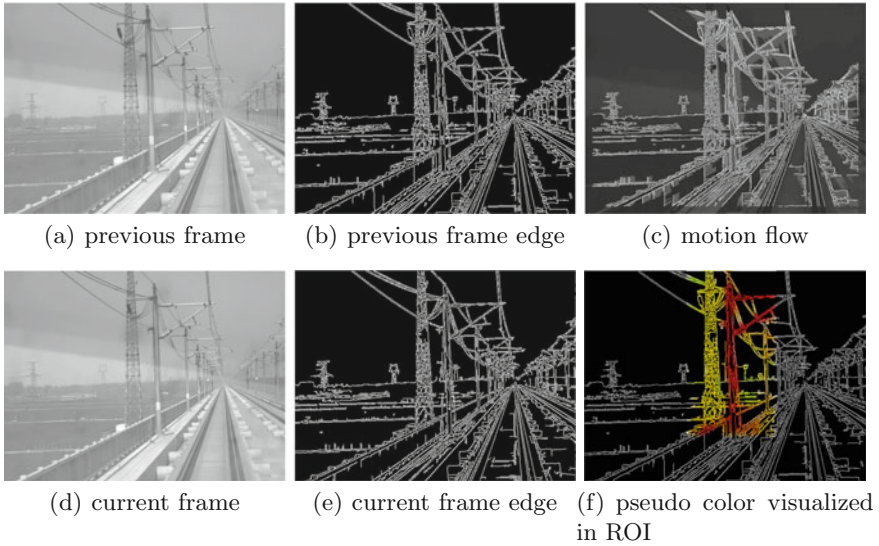 (a) previous frame
(b) previous frame edge
(c) motion flow
(d) current frame
(e) current frame edge
(f) pseudo color visualized
in ROI